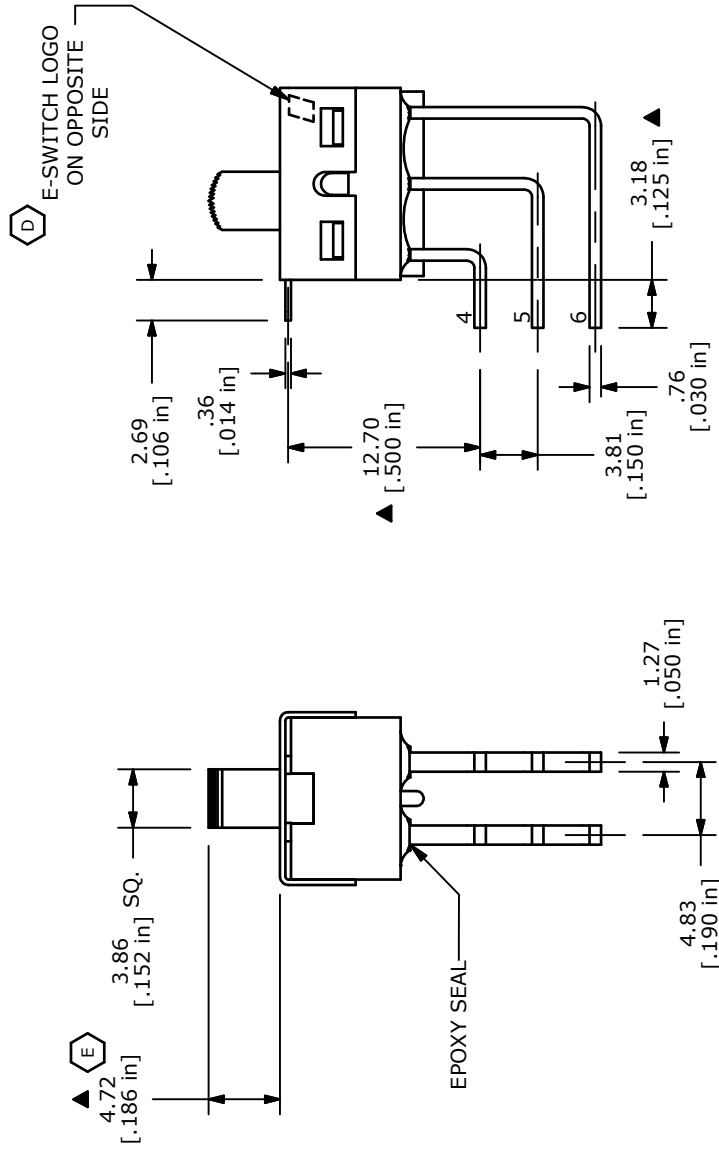 D
E-SWITCH LOGO
ON OPPOSITE
SIDE
2.69
[.106 in]
.36
[.014 in]
12.70
[.500 in]
3.81
[.150 in]
.76
[.030 in]
3.18
[.125 in]
4
5
6
E
4.72
[.186 in]
3.86
[.152 in]
SQ.
EPOXY SEAL
1.27
[.050 in]
4.83
[.190 in]